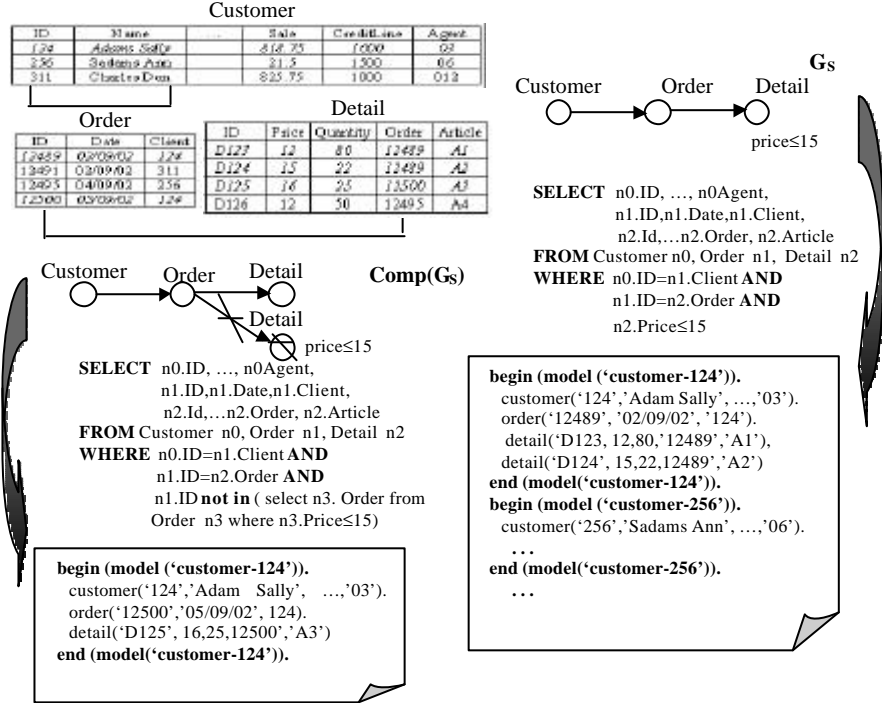 Customer
ID Name ... Sale CreditLine Agent
124 Adams Sally 818.75 1000 03
256 Sadams Ann 21.5 1500 06
311 Charles Don 825.75 1000 012
Order
ID Date Client
12489 02/09/02 124
12491 02/09/02 311
12495 04/09/02 256
12500 05/09/02 124
Detail
ID Price Quantity Order Article
D123 12 80 12489 A1
D124 15 22 12489 A2
D125 16 25 12500 A3
D126 12 50 12495 A4
GS
Customer Order Detail
price≤15
SELECT n0.ID, …, n0Agent,
n1.ID,n1.Date,n1.Client,
n2.Id,…n2.Order, n2.Article
FROM Customer n0, Order n1, Detail n2
WHERE n0.ID=n1.Client AND
n1.ID=n2.Order AND
n2.Price≤15
Customer Order Detail
Comp(GS)
Detail
price≤15
SELECT n0.ID, …, n0Agent,
n1.ID,n1.Date,n1.Client,
n2.Id,…n2.Order, n2.Article
FROM Customer n0, Order n1, Detail n2
WHERE n0.ID=n1.Client AND
n1.ID=n2.Order AND
n1.ID not in ( select n3. Order from
Order n3 where n3.Price≤15)
begin (model (‘customer-124’)).
customer(‘124’,’Adam Sally’, …,’03’).
order(‘12500’,’05/09/02’, 124).
detail(‘D125’, 16,25,12500’,’A3’)
end (model(‘customer-124’)).
begin (model (‘customer-124’)).
customer(‘124’,’Adam Sally’, …,’03’).
order(‘12489’, ‘02/09/02’, ‘124’).
detail(‘D123, 12,80,’12489’,’A1’),
detail(‘D124’, 15,22,12489’,’A2’)
end (model(‘customer-124’)).
begin (model (‘customer-256’)).
customer(‘256’,’Sadams Ann’, …,’06’).
...
end (model(‘customer-256’)).
...